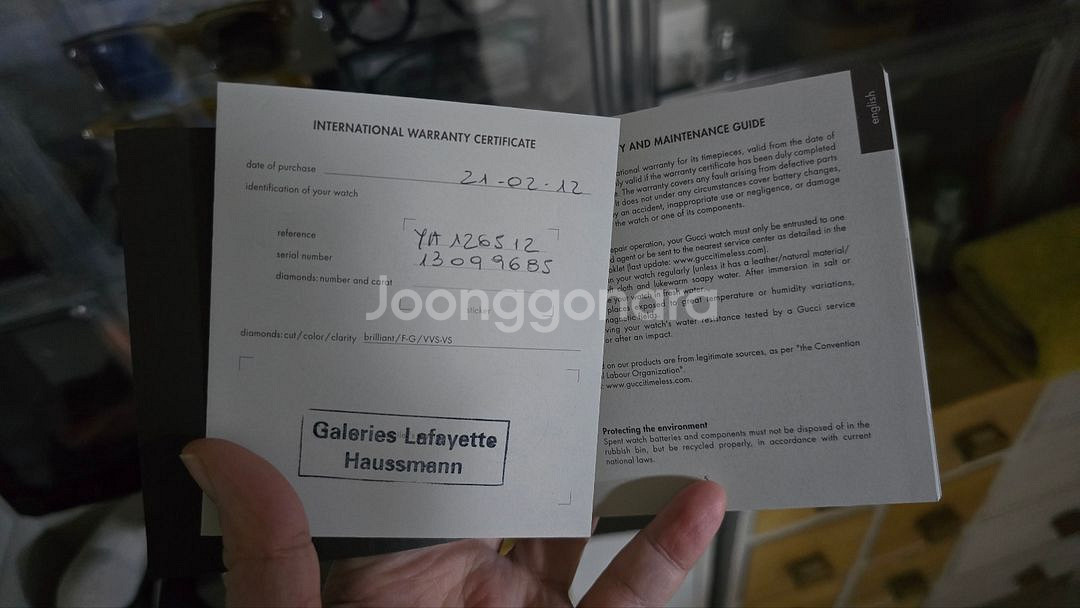 INTERNATIONAL WARRANTY CERTIFICATE
date of purchase 21-02-12
identification of your watch
reference YA 126512
serial number 13099685
diamonds: number and carat
sticker
diamonds: cut/color/clarity brilliant/F-G/VVS-VS
Galeries Lafayette
Haussmann
Joonggonara
english
Y AND MAINTENANCE GUIDE
ational warranty for its timepieces, valid from the date of
ly valid if the warranty certificate has been duly completed
. The warranty covers any fault arising from defective parts
It does not under any circumstances cover battery changes,
y an accident, inappropriate use or negligence, or damage
the watch or one of its components.
epair operation, your Gucci watch must only be entrusted to one
agent or be sent to the nearest service center as detailed in the
oklet (last update: www.guccitimeless.com).
n your watch regularly (unless it has a leather/natural material/
cloth and lukewarm soapy water. After immersion in salt or
in fresh water.
places exposed to great temperature or humidity variations,
magnetic fields.
ving your watch's water resistance tested by a Gucci service
or after an impact.
on our products are from legitimate sources, as per "the Convention
l Labour Organization".
: www.guccitimeless.com.
Protecting the environment
Spent watch batteries and components must not be disposed of in the
rubbish bin, but be recycled properly, in accordance with current
national laws.